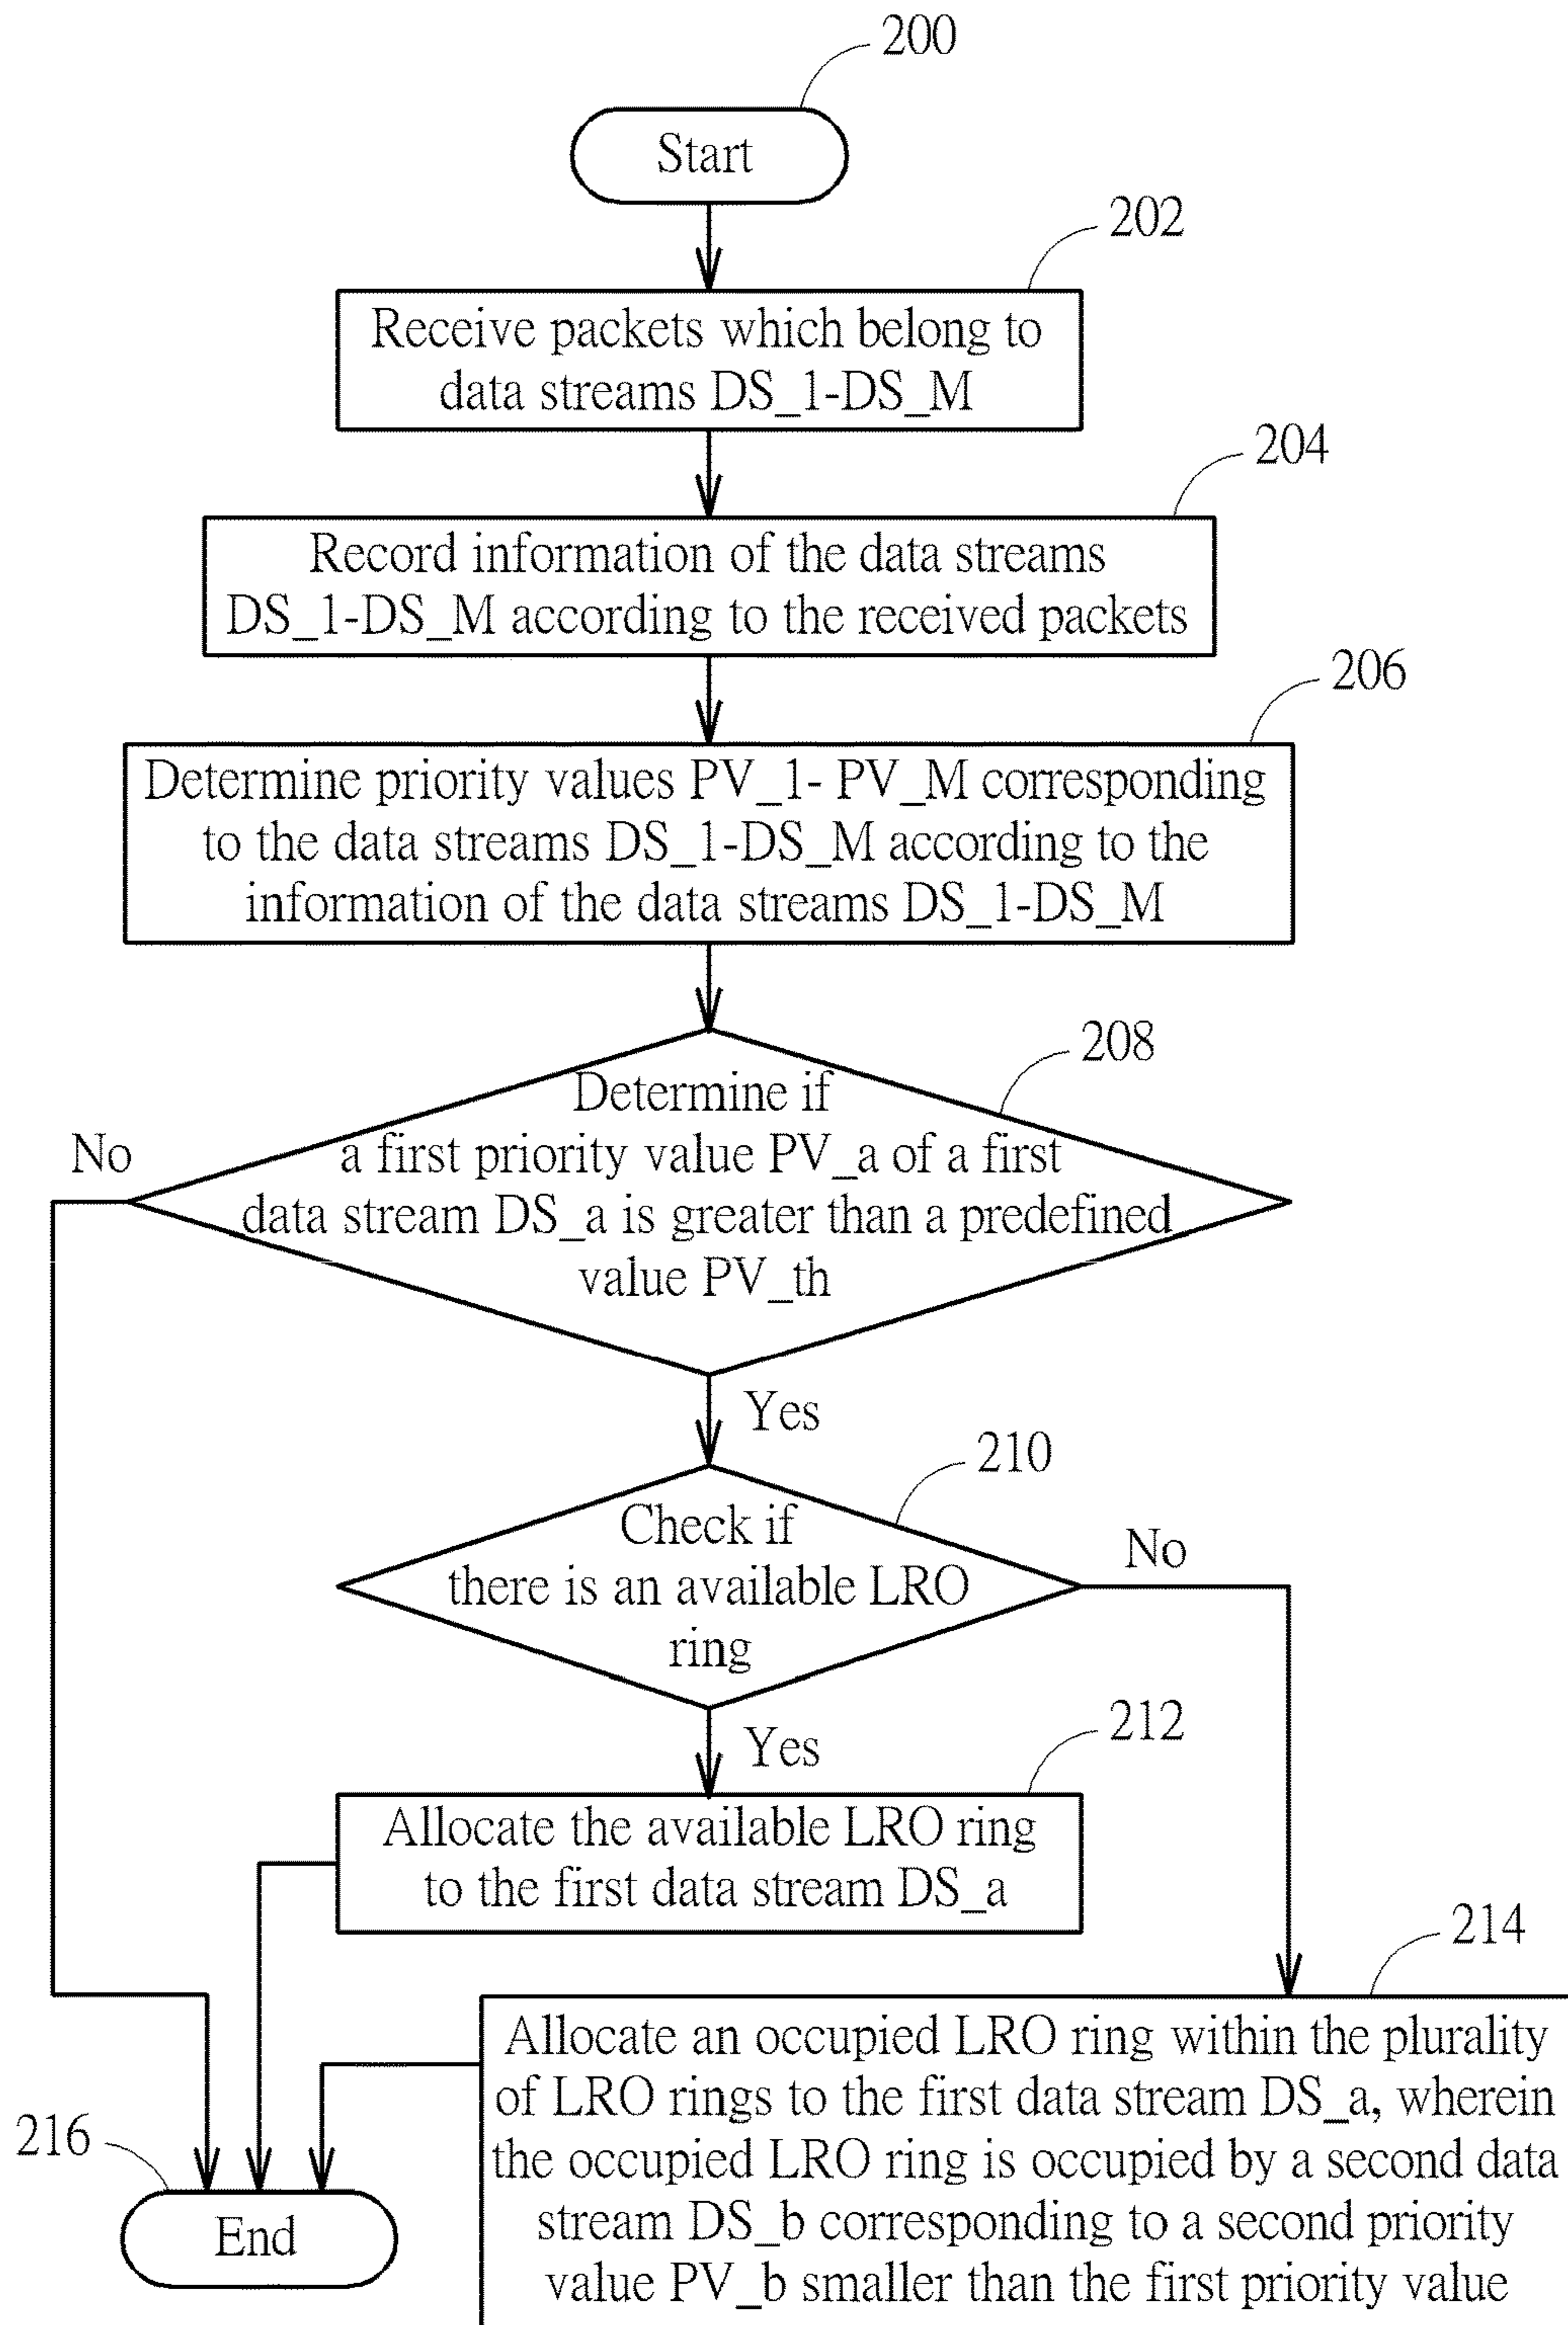 200
Start
202
Receive packets which belong to
data streams DS_1-DS_M
204
Record information of the data streams
DS_1-DS_M according to the received packets
206
Determine priority values PV_1- PV_M corresponding
to the data streams DS_1-DS_M according to the
information of the data streams DS_1-DS_M
208
Determine if
a first priority value PV_a of a first
data stream DS_a is greater than a predefined
value PV_th
No
Yes
210
Check if
there is an available LRO
ring
No
Yes
212
Allocate the available LRO ring
to the first data stream DS_a
214
Allocate an occupied LRO ring within the plurality
of LRO rings to the first data stream DS_a, wherein
the occupied LRO ring is occupied by a second data
stream DS_b corresponding to a second priority
value PV_b smaller than the first priority value
216
End